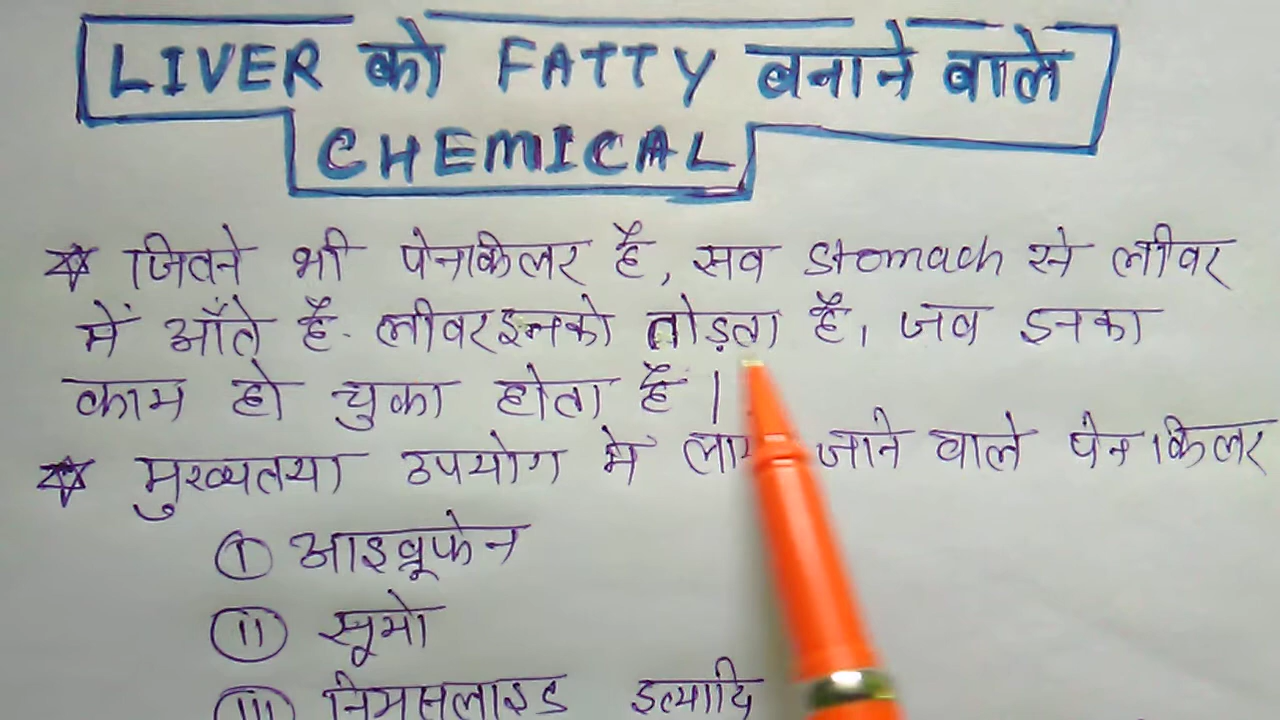 LIVER को FATTY बनाने वाले
CHEMICAL
☆ जितने भी पेनकिलर है, सब stomach से लीवर
में आँते है. लीवर इनको तोड़ता है, जब इनका
काम हो चुका होता है |
☆ मुख्यतया उपयोग मे जाने वाले पेनकिलर
(i) आइब्रूफेन
(ii) सूमो
(iii) निमसलाइड इत्यादि